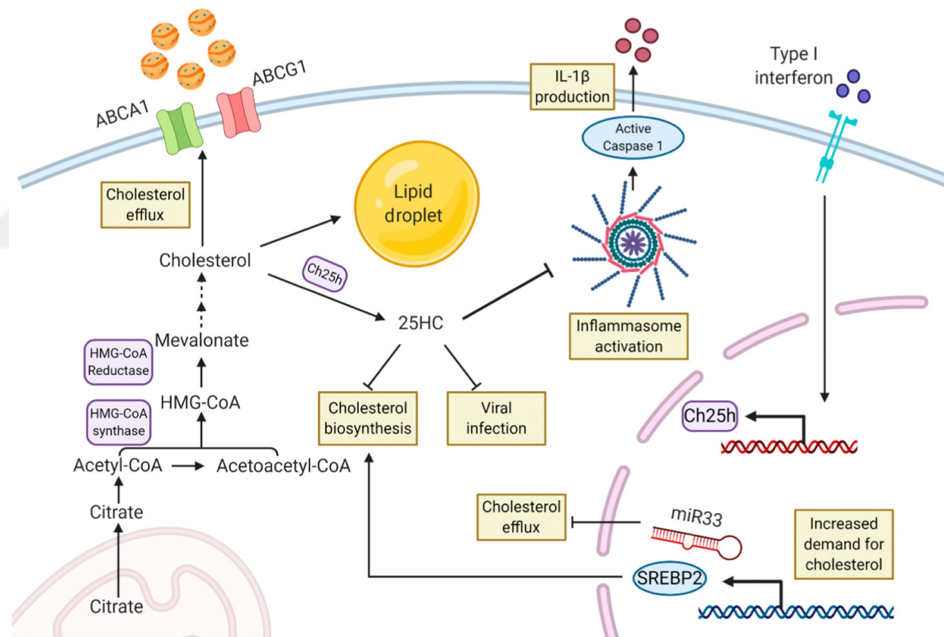 ABCA1
ABCG1
IL-1β
production
Type I
interferon
Active
Caspase 1
Cholesterol
efflux
Lipid
droplet
Cholesterol
Ch25h
25HC
Inflammasome
activation
Mevalonate
HMG-CoA
Reductase
HMG-CoA
HMG-CoA
synthase
Cholesterol
biosynthesis
Viral
infection
Ch25h
Acetyl-CoA
Acetoacetyl-CoA
Citrate
Cholesterol
efflux
miR33
Increased
demand for
cholesterol
SREBP2
Citrate